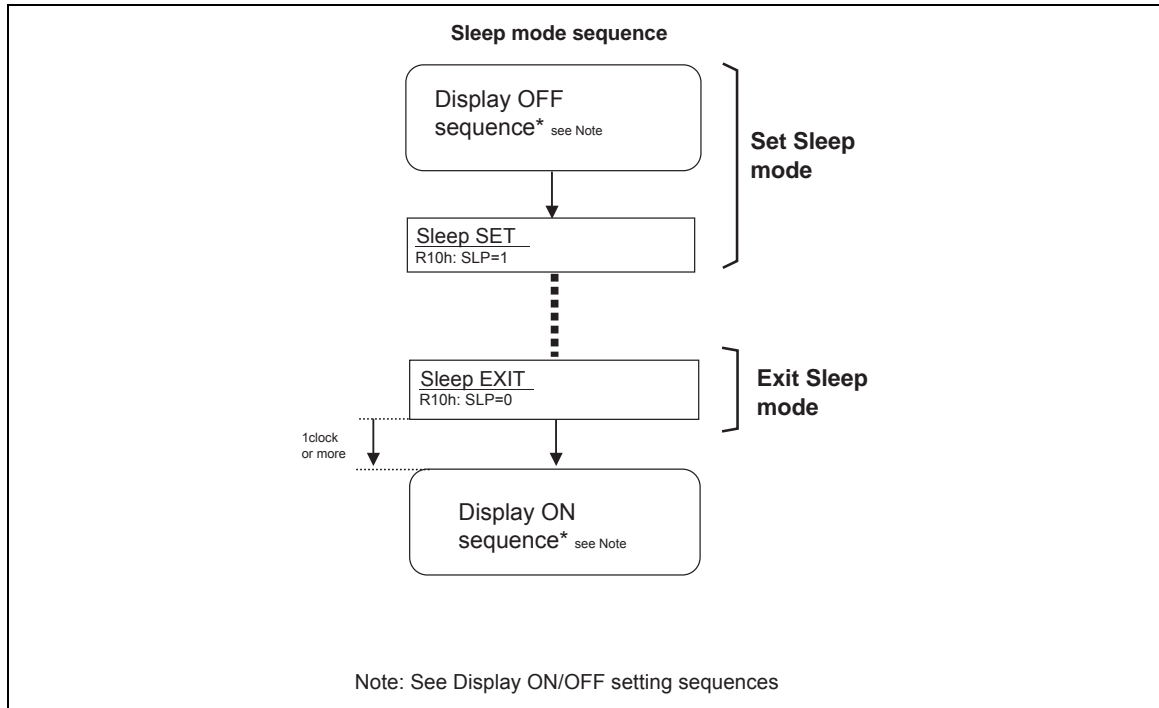 Sleep mode sequence
Display OFF
sequence* see Note
Set Sleep
mode
Sleep SET
R10h: SLP=1
Sleep EXIT
R10h: SLP=0
Exit Sleep
mode
1clock
or more
Display ON
sequence* see Note
Note: See Display ON/OFF setting sequences